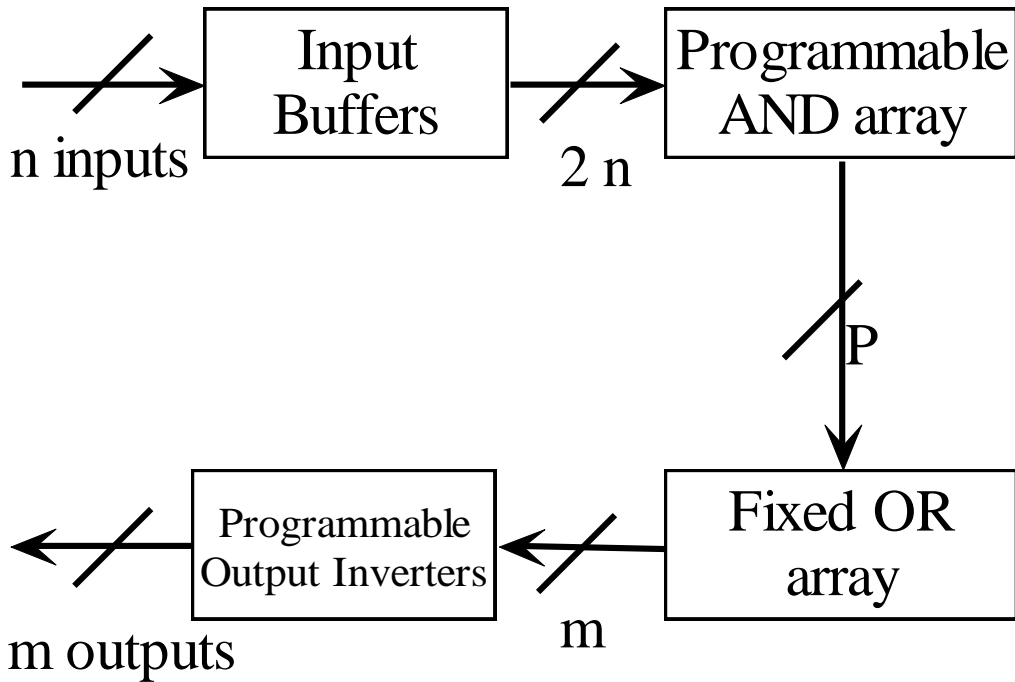 Input
Buffers
Programmable
AND array
n inputs
2 n
P
Fixed OR
array
Programmable
Output Inverters
m
m outputs